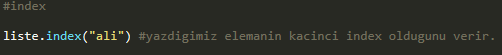 #index
liste.index("ali") #yazdigimiz elemanin kacinci index oldugunu verir.